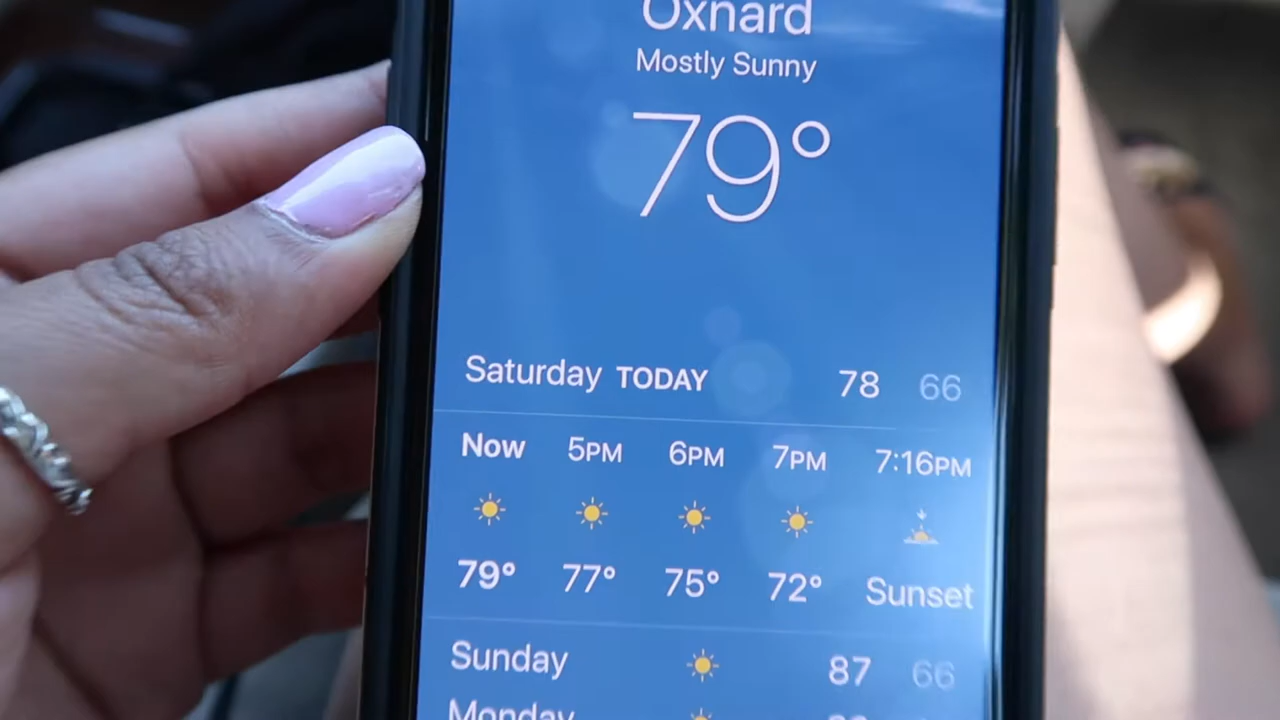 Oxnard
Mostly Sunny
79°
Saturday TODAY 78 66
Now 5PM 6PM 7PM 7:16PM
79° 77° 75° 72° Sunset
Sunday 87 66
Monday